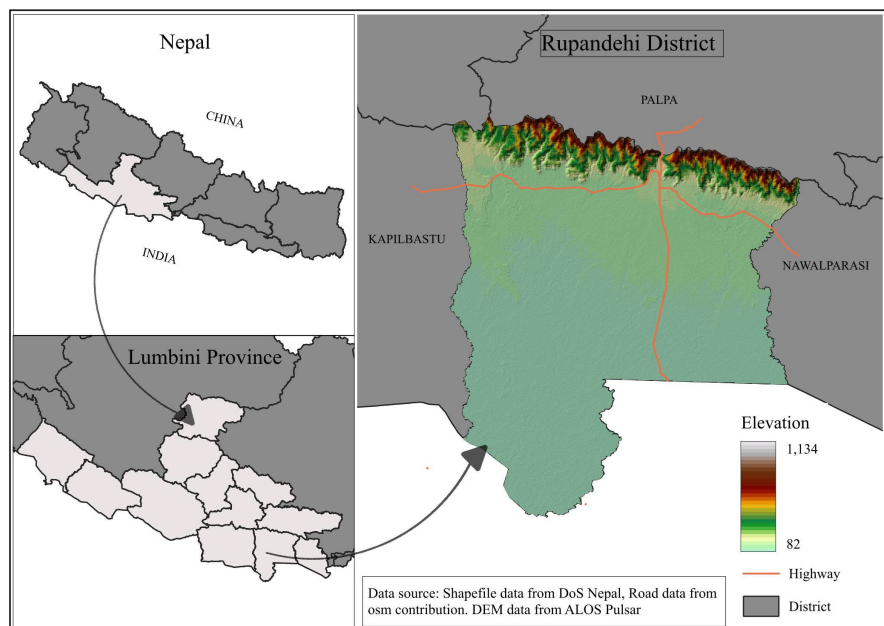 Nepal
CHINA
INDIA
Lumbini Province
Rupandehi District
PALPA
KAPILBASTU
NAWALPARASI
Elevation
1,134
82
Highway
District
Data source: Shapefile data from DoS Nepal, Road data from
osm contribution. DEM data from ALOS Pulsar